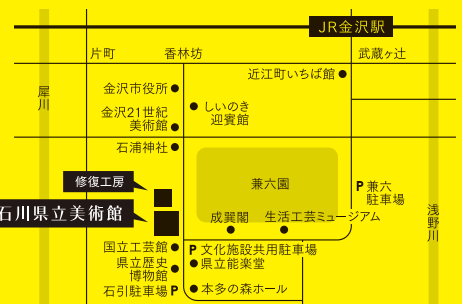 JR金沢駅
片町
香林坊
武蔵ヶ辻
近江町いちば館
犀川
金沢市役所
しいのき
迎賓館
金沢21世紀
美術館
石浦神社
修復工房
兼六園
P 兼六
駐車場
石川県立美術館
成巽閣
生活工芸ミュージアム
浅野川
国立工芸館
P 文化施設共用駐車場
県立歴史
博物館
県立能楽堂
石引駐車場 P
本多の森ホール